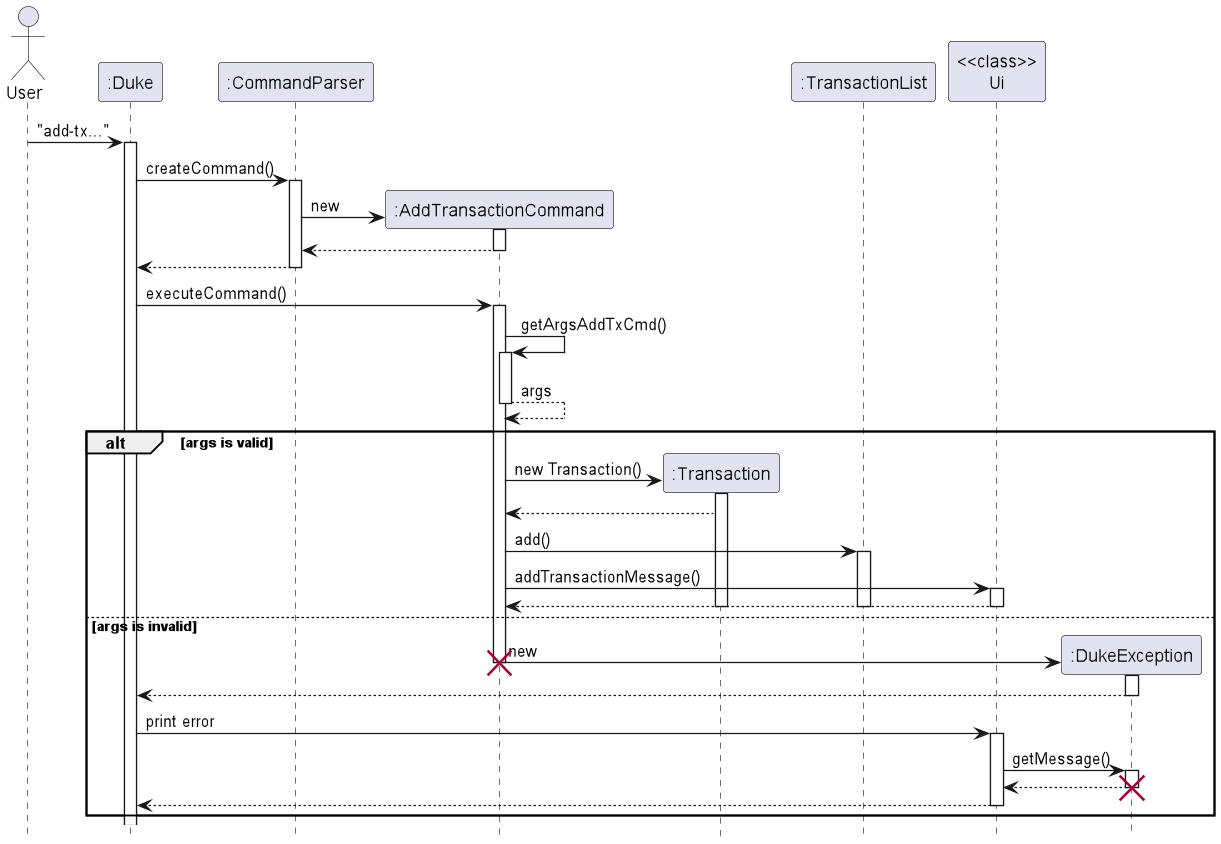 User
:Duke
:CommandParser
:TransactionList
<<class>>
Ui
"add-tx..."
createCommand()
new
:AddTransactionCommand
executeCommand()
getArgsAddTxCmd()
args
alt
[args is valid]
new Transaction()
:Transaction
add()
addTransactionMessage()
[args is invalid]
new
:DukeException
print error
getMessage()